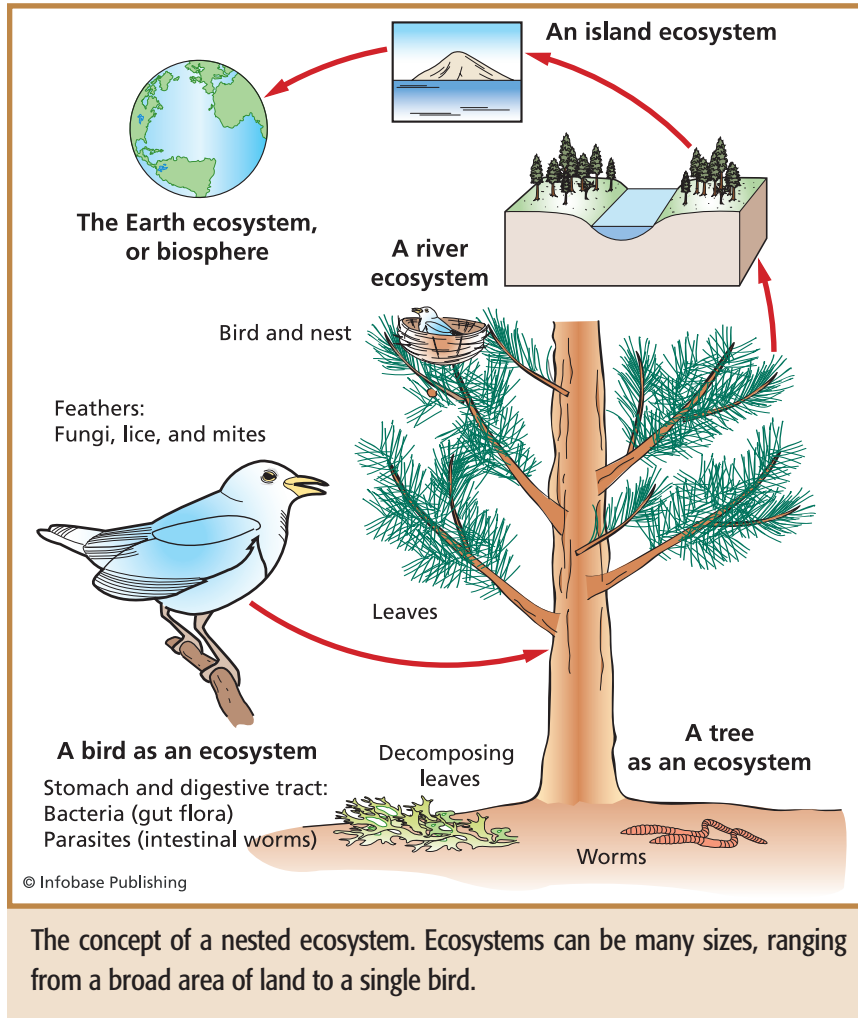 An island ecosystem
The Earth ecosystem,
or biosphere
A river
ecosystem
Bird and nest
Feathers:
Fungi, lice, and mites
Leaves
A bird as an ecosystem
Stomach and digestive tract:
Bacteria (gut flora)
Parasites (intestinal worms)
Decomposing
leaves
A tree
as an ecosystem
Worms
© Infobase Publishing
The concept of a nested ecosystem. Ecosystems can be many sizes, ranging
from a broad area of land to a single bird.